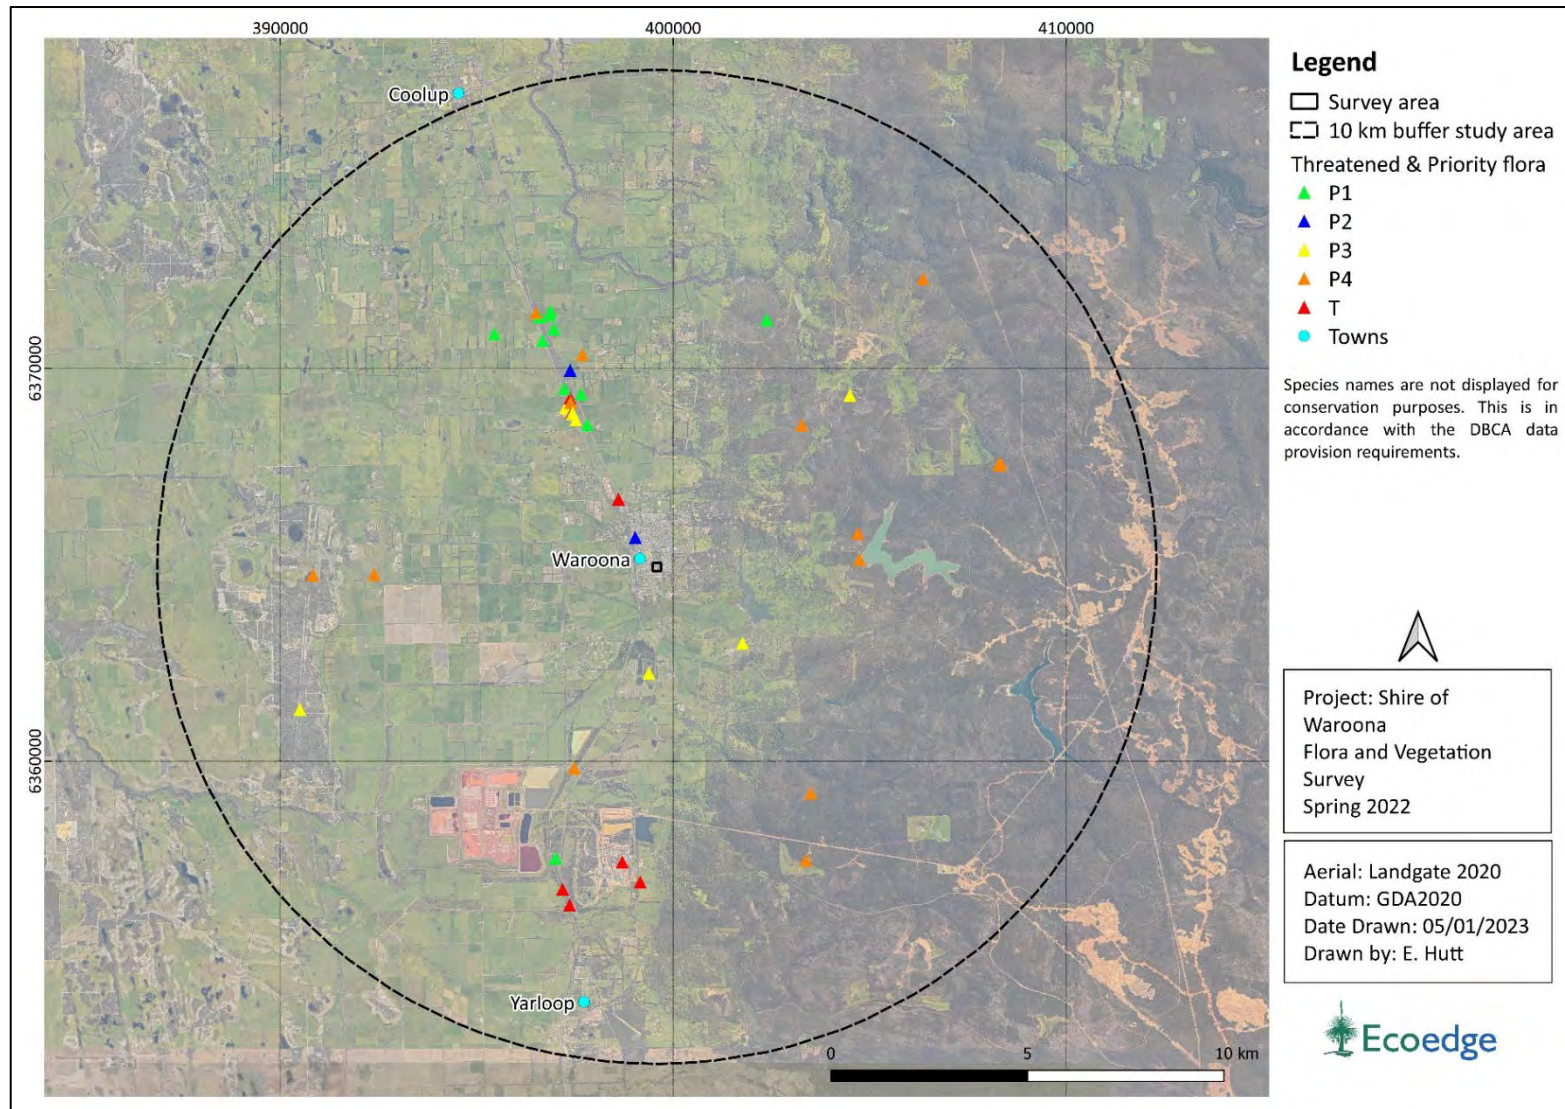 390000
400000
410000
Coolup
6370000
Waroona
6360000
Yarloop
0
5
10 km
Legend
Survey area
10 km buffer study area
Threatened & Priority flora
P1
P2
P3
P4
T
Towns
Species names are not displayed for
conservation purposes. This is in
accordance with the DBCA data
provision requirements.
Project: Shire of
Waroona
Flora and Vegetation
Survey
Spring 2022
Aerial: Landgate 2020
Datum: GDA2020
Date Drawn: 05/01/2023
Drawn by: E. Hutt
Ecoedge